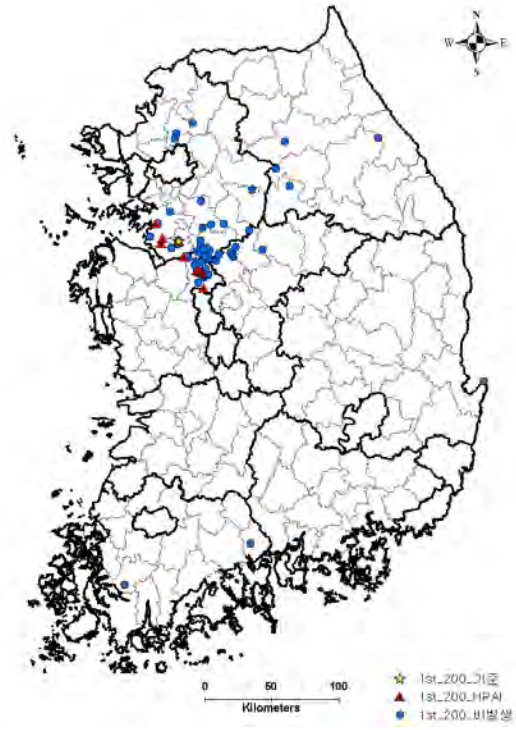 N
W E
S
0 50 100
Kilometers
1st_200_기준
1st_200_HPAI
1st_200_비발생